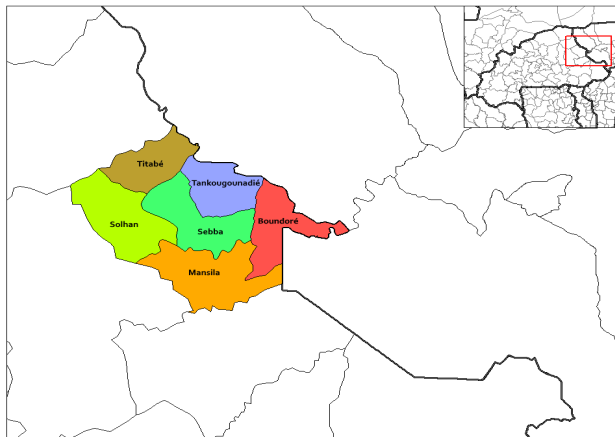 Titabé
Tankougounadié
Solhan
Sebba
Boundoré
Mansila